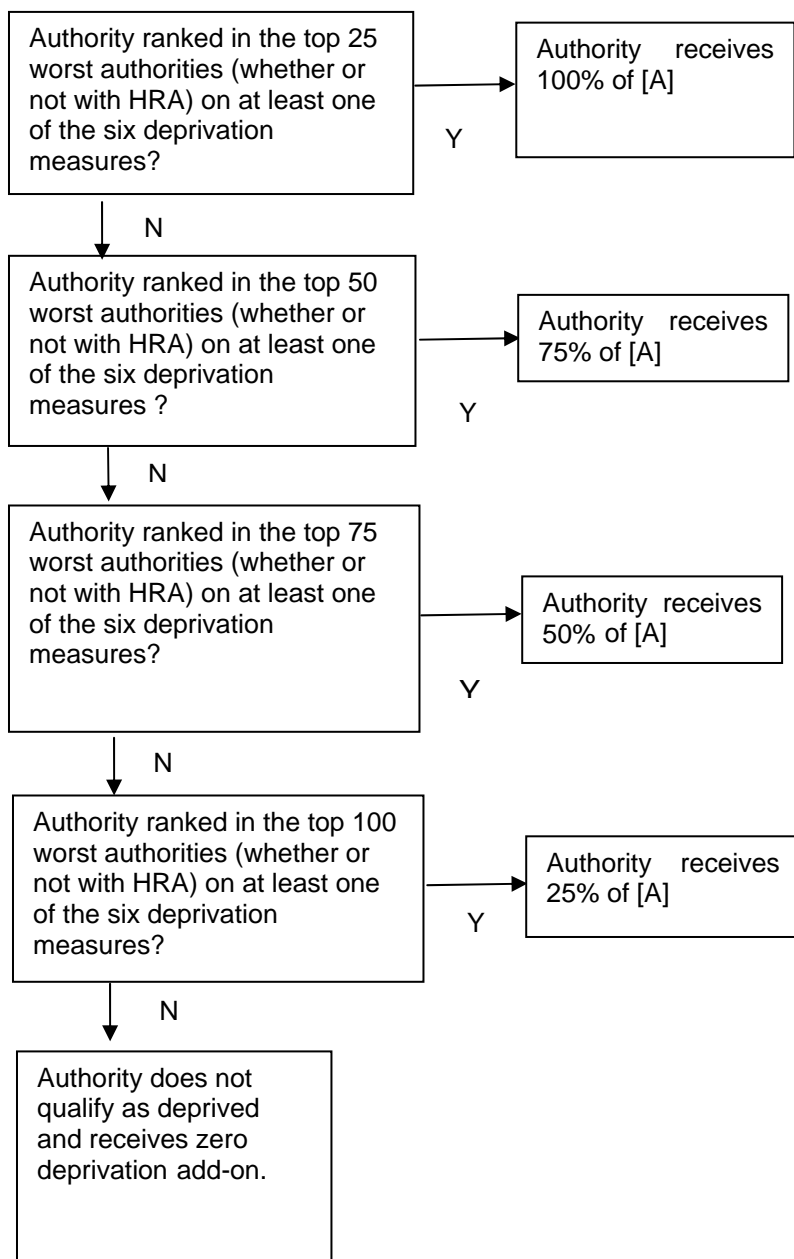 Authority ranked in the top 25
worst authorities (whether or
not with HRA) on at least one
of the six deprivation
measures?
Authority receives
100% of [A]
Y
N
Authority ranked in the top 50
worst authorities (whether or
not with HRA) on at least one
of the six deprivation
measures ?
Authority receives
75% of [A]
Y
N
Authority ranked in the top 75
worst authorities (whether or
not with HRA) on at least one
of the six deprivation
measures?
Authority receives
50% of [A]
Y
N
Authority ranked in the top 100
worst authorities (whether or
not with HRA) on at least one
of the six deprivation
measures?
Authority receives
25% of [A]
Y
N
Authority does not
qualify as deprived
and receives zero
deprivation add-on.